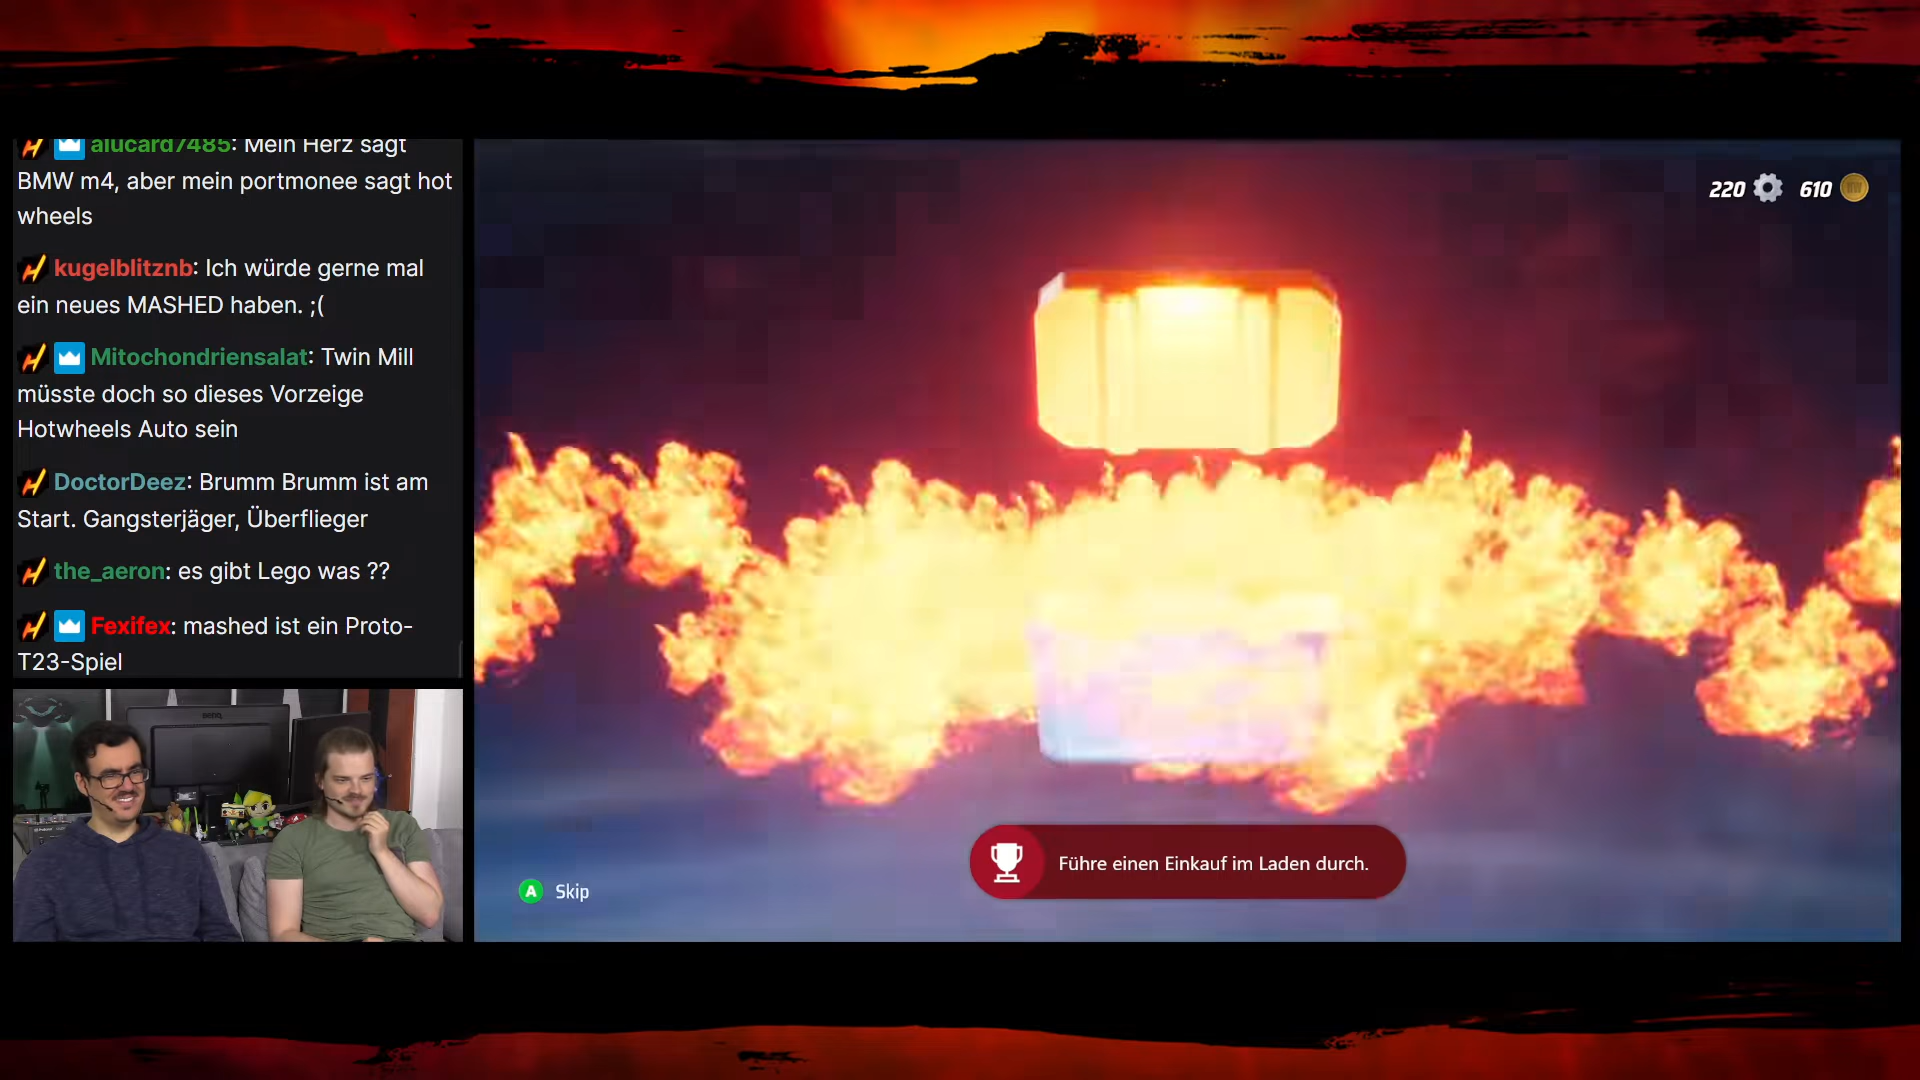 alucard7485: Mein Herz sagt
BMW m4, aber mein portmonee sagt hot
wheels
kugelblitznb: Ich würde gerne mal
ein neues MASHED haben. ;(
Mitochondriensalat: Twin Mill
müsste doch so dieses Vorzeige
Hotwheels Auto sein
DoctorDeez: Brumm Brumm ist am
Start. Gangsterjäger, Überflieger
the_aeron: es gibt Lego was ??
Fexifex: mashed ist ein Proto-
T23-Spiel
220 610
Führe einen Einkauf im Laden durch.
A Skip